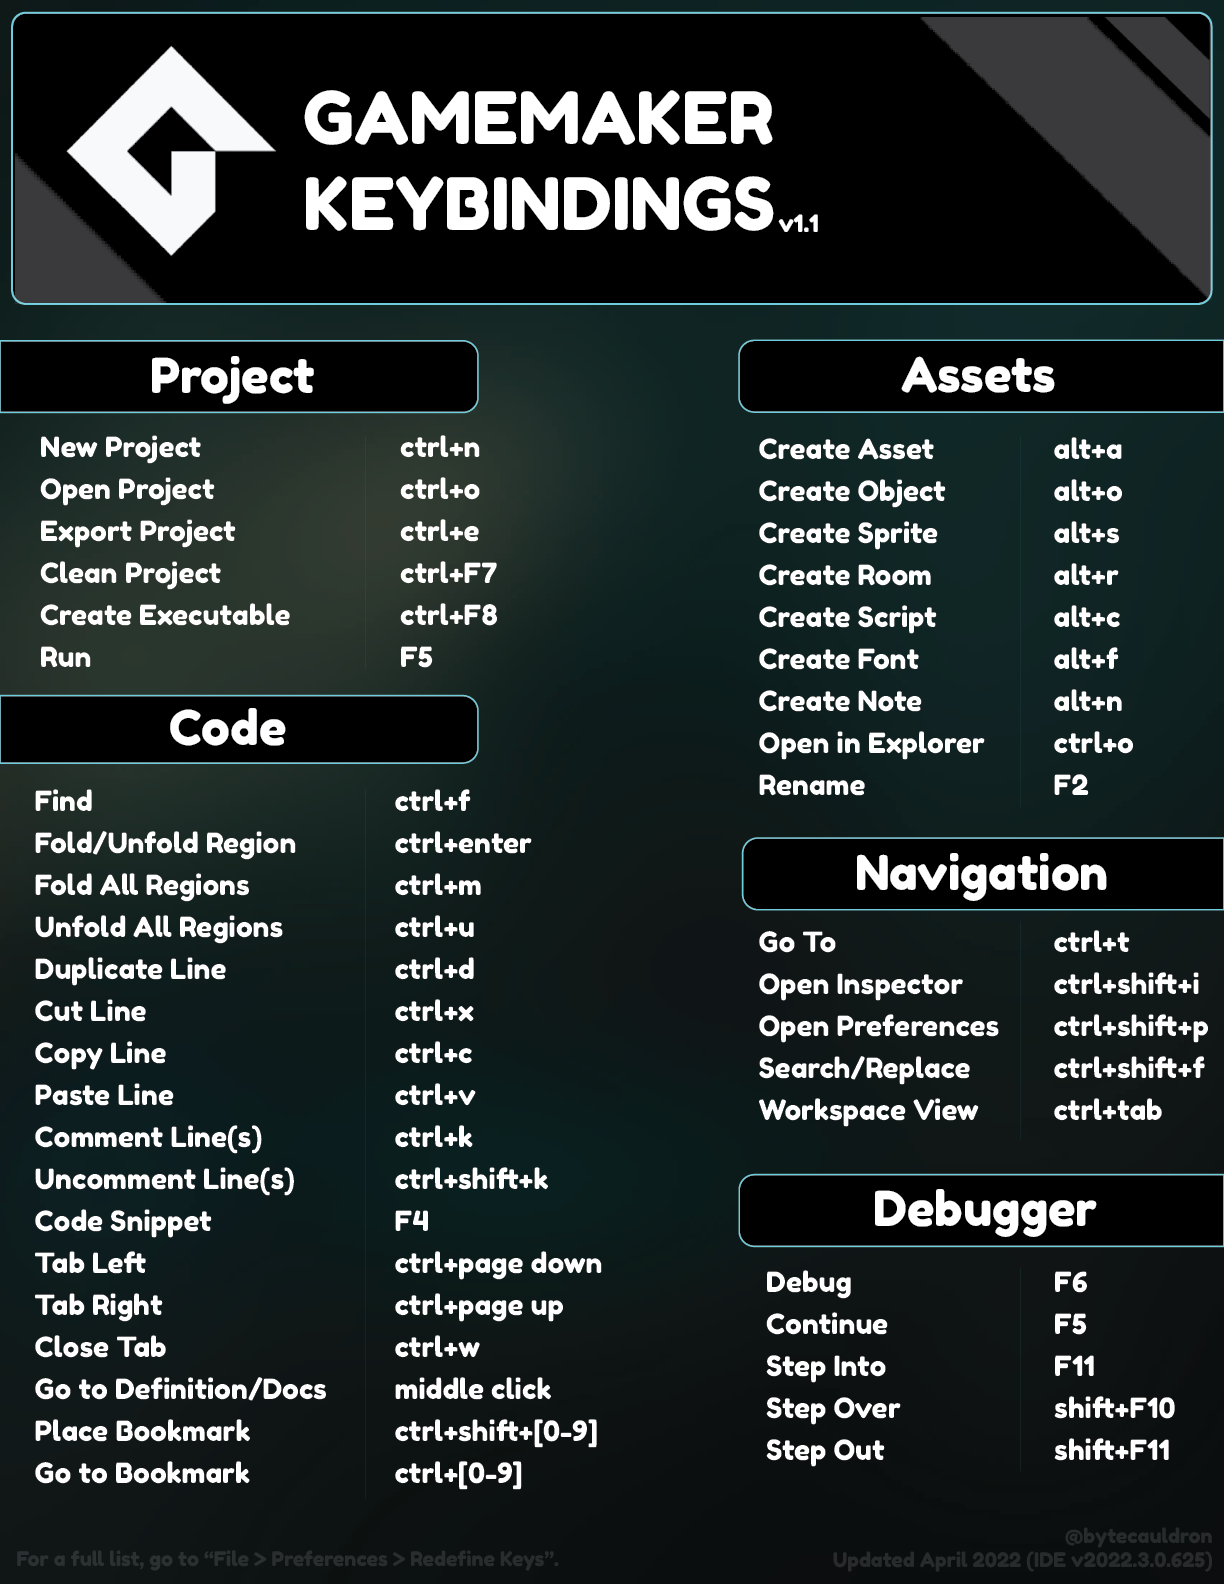 GAMEMAKER
KEYBINDINGS v1.1
Project
New Project ctrl+n
Open Project ctrl+o
Export Project ctrl+e
Clean Project ctrl+F7
Create Executable ctrl+F8
Run F5
Code
Find ctrl+f
Fold/Unfold Region ctrl+enter
Fold All Regions ctrl+m
Unfold All Regions ctrl+u
Duplicate Line ctrl+d
Cut Line ctrl+x
Copy Line ctrl+c
Paste Line ctrl+v
Comment Line(s) ctrl+k
Uncomment Line(s) ctrl+shift+k
Code Snippet F4
Tab Left ctrl+page down
Tab Right ctrl+page up
Close Tab ctrl+w
Go to Definition/Docs middle click
Place Bookmark ctrl+shift+[0-9]
Go to Bookmark ctrl+[0-9]
Assets
Create Asset alt+a
Create Object alt+o
Create Sprite alt+s
Create Room alt+r
Create Script alt+c
Create Font alt+f
Create Note alt+n
Open in Explorer ctrl+o
Rename F2
Navigation
Go To ctrl+t
Open Inspector ctrl+shift+i
Open Preferences ctrl+shift+p
Search/Replace ctrl+shift+f
Workspace View ctrl+tab
Debugger
Debug F6
Continue F5
Step Into F11
Step Over shift+F10
Step Out shift+F11
For a full list, go to “File > Preferences > Redefine Keys”.
@bytecauldron
Updated April 2022 (IDE v2022.3.0.625)